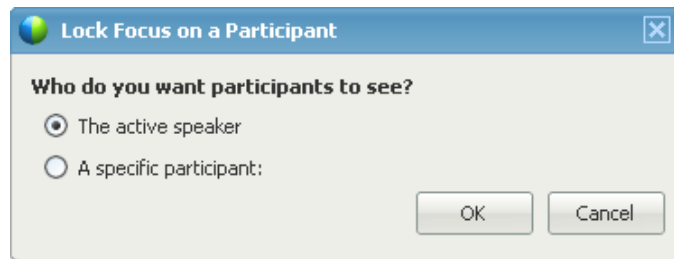 Lock Focus on a Participant
Who do you want participants to see?
The active speaker
A specific participant:
OK Cancel